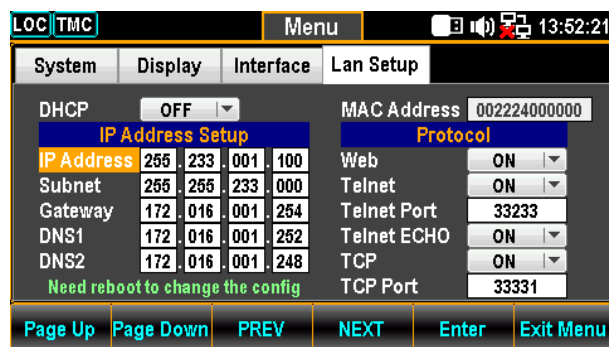 LOC TMC Menu 13:52:21
System Display Interface Lan Setup
DHCP OFF
IP Address Setup
IP Address 255 . 233 . 001 . 100
Subnet 255 . 255 . 233 . 000
Gateway 172 . 016 . 001 . 254
DNS1 172 . 016 . 001 . 252
DNS2 172 . 016 . 001 . 248
Need reboot to change the config
MAC Address 002224000000
Protocol
Web ON
Telnet ON
Telnet Port 33233
Telnet ECHO ON
TCP ON
TCP Port 33331
Page Up Page Down PREV NEXT Enter Exit Menu